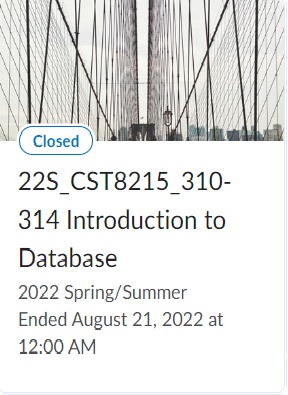 Closed
22S_CST8215_310-
314 Introduction to
Database
2022 Spring/Summer
Ended August 21, 2022 at
12:00 AM